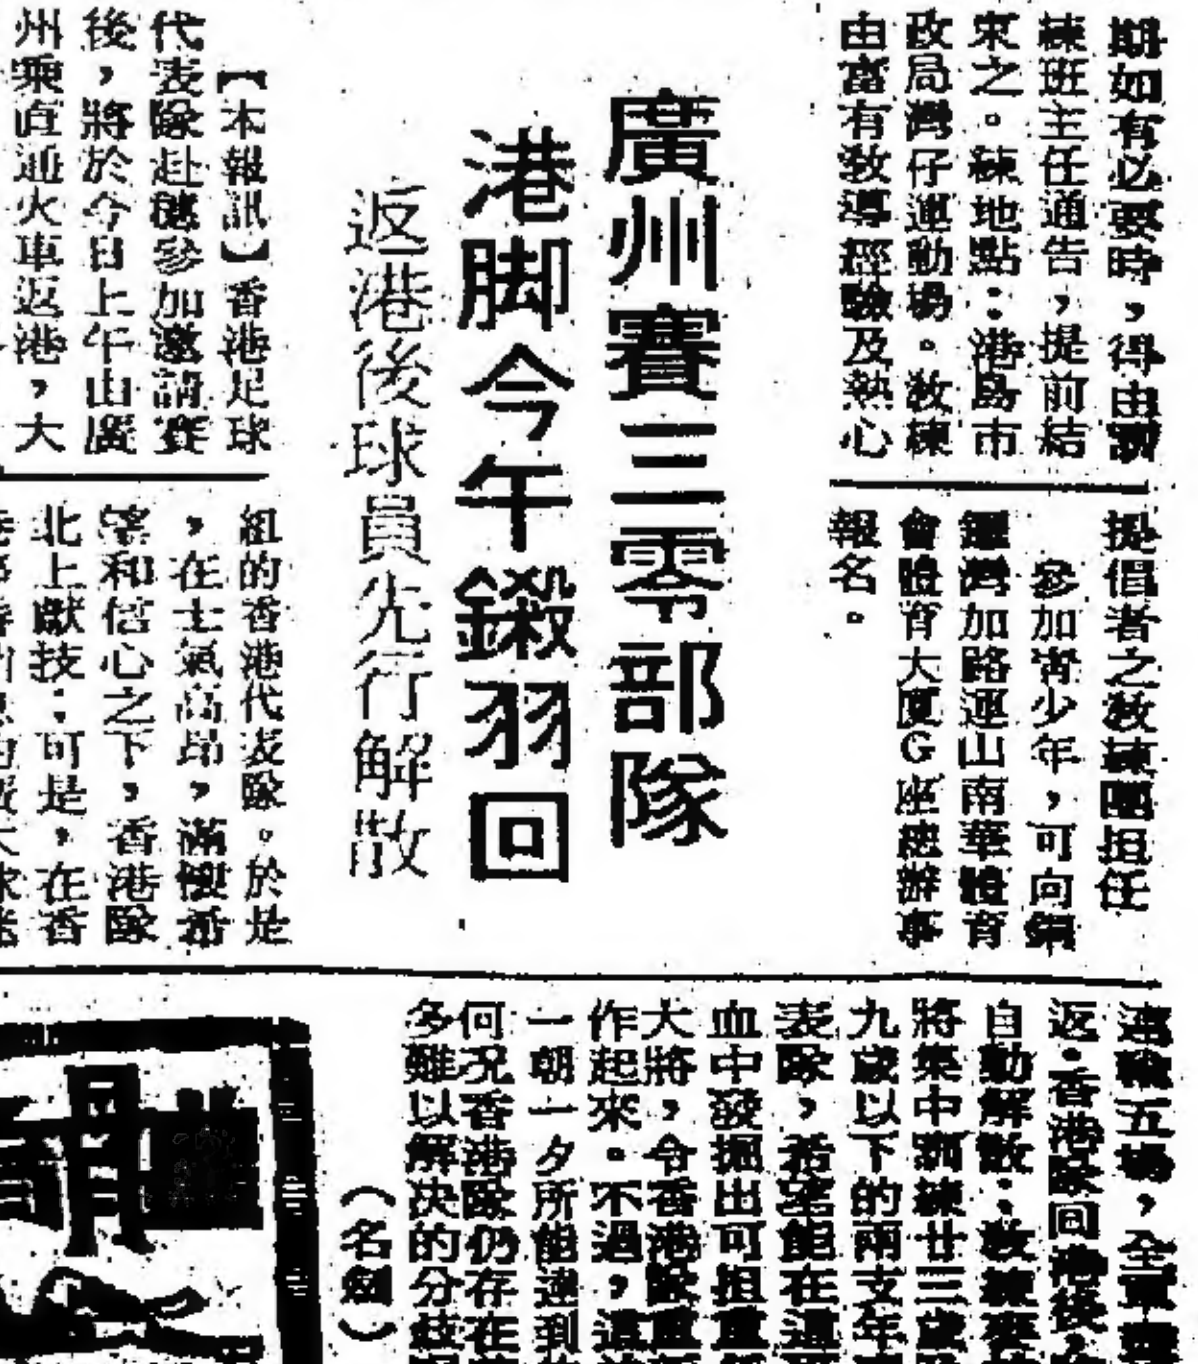 期如有必要時，得由訓
練班主任通告，提前結
束之。練地點：港島市
政局灣仔運動場。教練
由富有教導經驗及熱心
提倡者之教練團担任
參加青少年，可向銅
鑼灣加路連山南華體育
會體育大廈G座總辦事
報名。
廣州賽三零部隊
港脚今午鎩羽回
返港後球員先行解散
【本報訊】香港足球
代表隊赴穗參加邀請賽
後，將於今日上午由廣
州乘直通火車返港，大
組的香港代表隊。於是
，在士氣高昂，滿懷希
望和信心之下，香港隊
北上獻技；可是，在香
連輸五場，全軍
返。香港隊回港後，
自動解散；教練
將集中訓練廿三歲
九歲以下的兩支年
表隊，希望能在這
血中發掘出可担重
大將，令香港隊重
作起來。不過，這
一朝一夕所能達到
何況香港隊仍存在
多難以解決的分歧
（名劍）